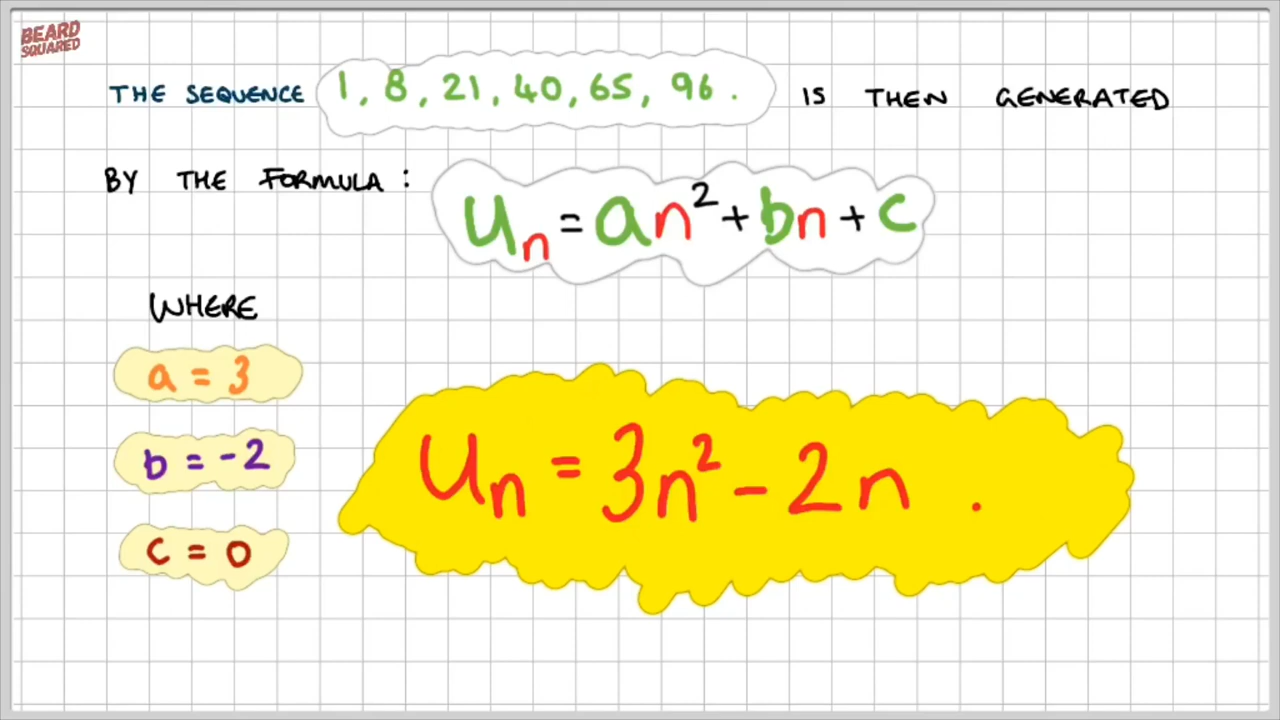 BEARD
SQUARED
THE SEQUENCE 1, 8, 21, 40, 65, 96. IS THEN GENERATED
BY THE FORMULA:
Uₙ = an² + bn + c
WHERE
a = 3
b = -2
c = 0
Uₙ = 3n² - 2n .